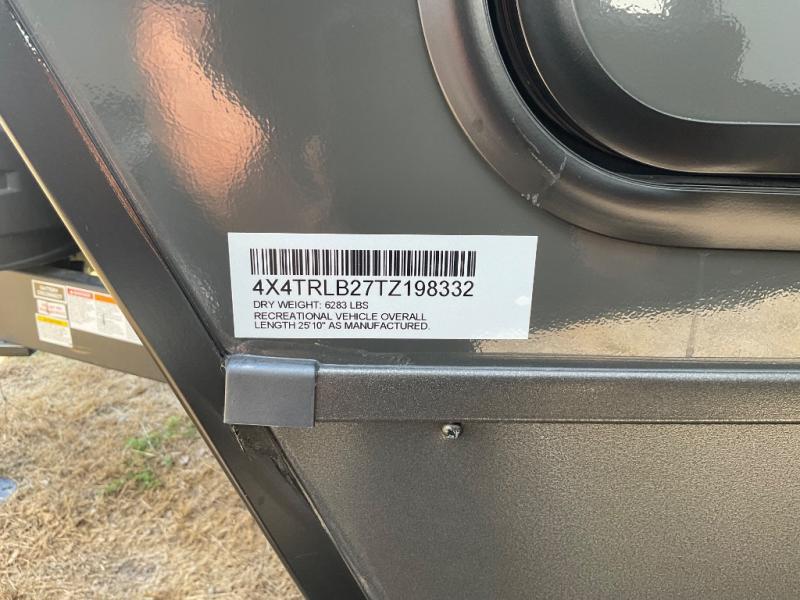 4X4TRLB27TZ198332
DRY WEIGHT: 6283 LBS
RECREATIONAL VEHICLE OVERALL
LENGTH 25'10" AS MANUFACTURED.